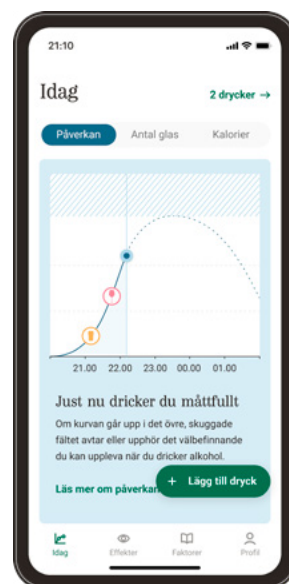 21:10
Idag
2 drycker →
Påverkan Antal glas Kalorier
21.00 22.00 23.00 00.00 01.00
Just nu dricker du måttfullt
Om kurvan går upp i det övre, skuggade
fältet avtar eller upphör det välbefinnande
du kan uppleva när du dricker alkohol.
Läs mer om påverkan
+ Lägg till dryck
Idag Effekter Faktorer Profil